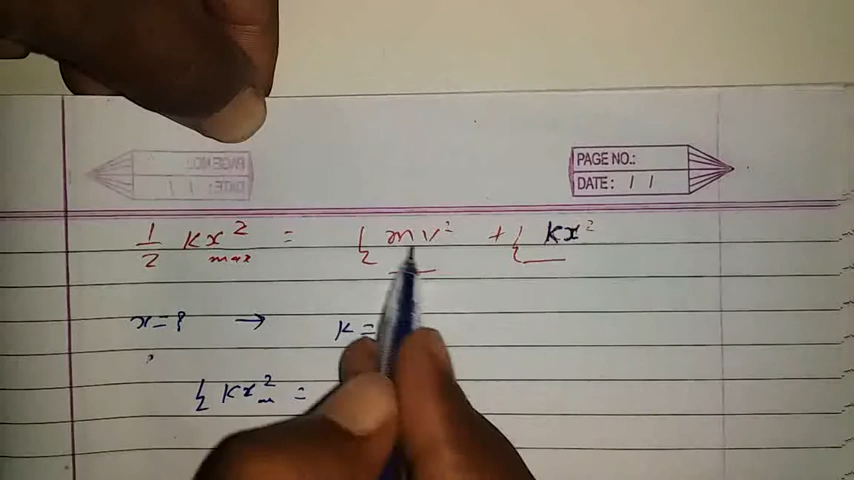 PAGE NO.:
DATE: / /
1/2 kx²max = ½ mv² + ½ kx²
x=? → k=
½ kx²m =